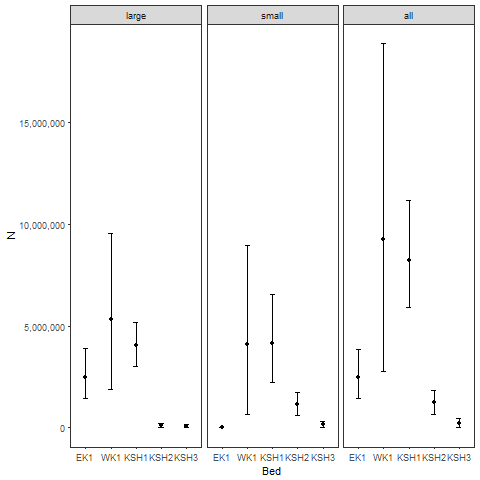 large small all
15,000,000
10,000,000
N
5,000,000
0
EK1 WK1 KSH1 KSH2 KSH3 EK1 WK1 KSH1 KSH2 KSH3 EK1 WK1 KSH1 KSH2 KSH3
Bed